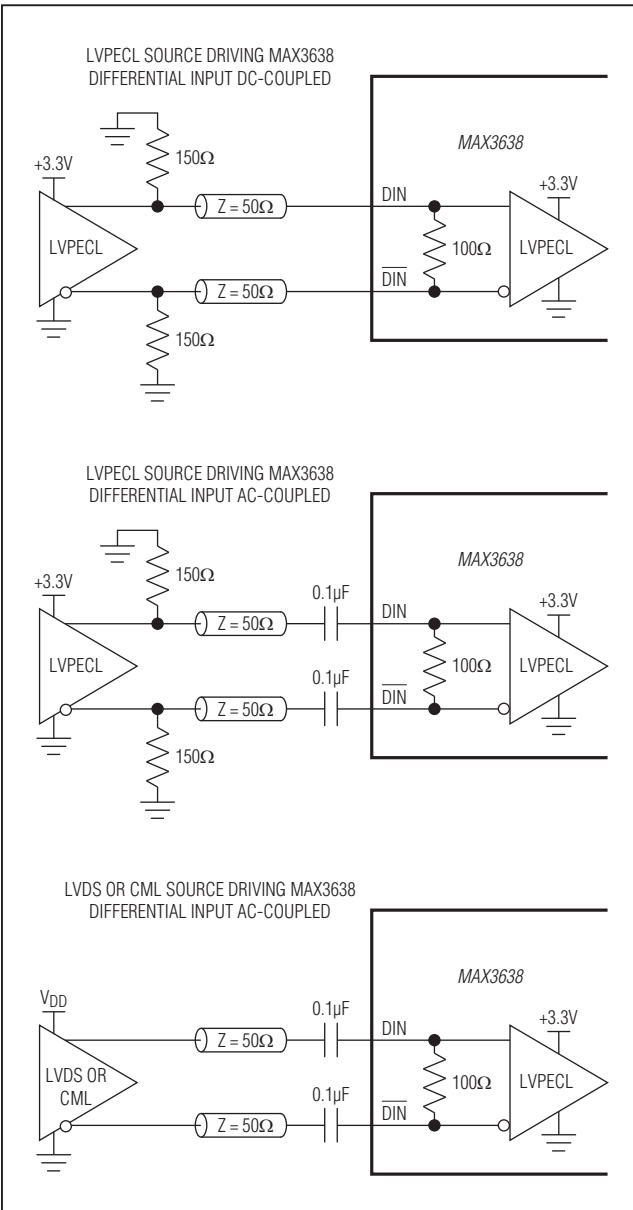 LVPECL SOURCE DRIVING MAX3638
DIFFERENTIAL INPUT DC-COUPLED
MAX3638
+3.3V
150Ω
+3.3V
Z = 50Ω
DIN
LVPECL
100Ω
LVPECL
Z = 50Ω
D̅I̅N̅
150Ω
LVPECL SOURCE DRIVING MAX3638
DIFFERENTIAL INPUT AC-COUPLED
MAX3638
+3.3V
150Ω
0.1µF
+3.3V
Z = 50Ω
DIN
LVPECL
0.1µF
100Ω
LVPECL
Z = 50Ω
D̅I̅N̅
150Ω
LVDS OR CML SOURCE DRIVING MAX3638
DIFFERENTIAL INPUT AC-COUPLED
MAX3638
VDD
0.1µF
+3.3V
Z = 50Ω
DIN
LVDS OR
CML
0.1µF
100Ω
LVPECL
Z = 50Ω
D̅I̅N̅